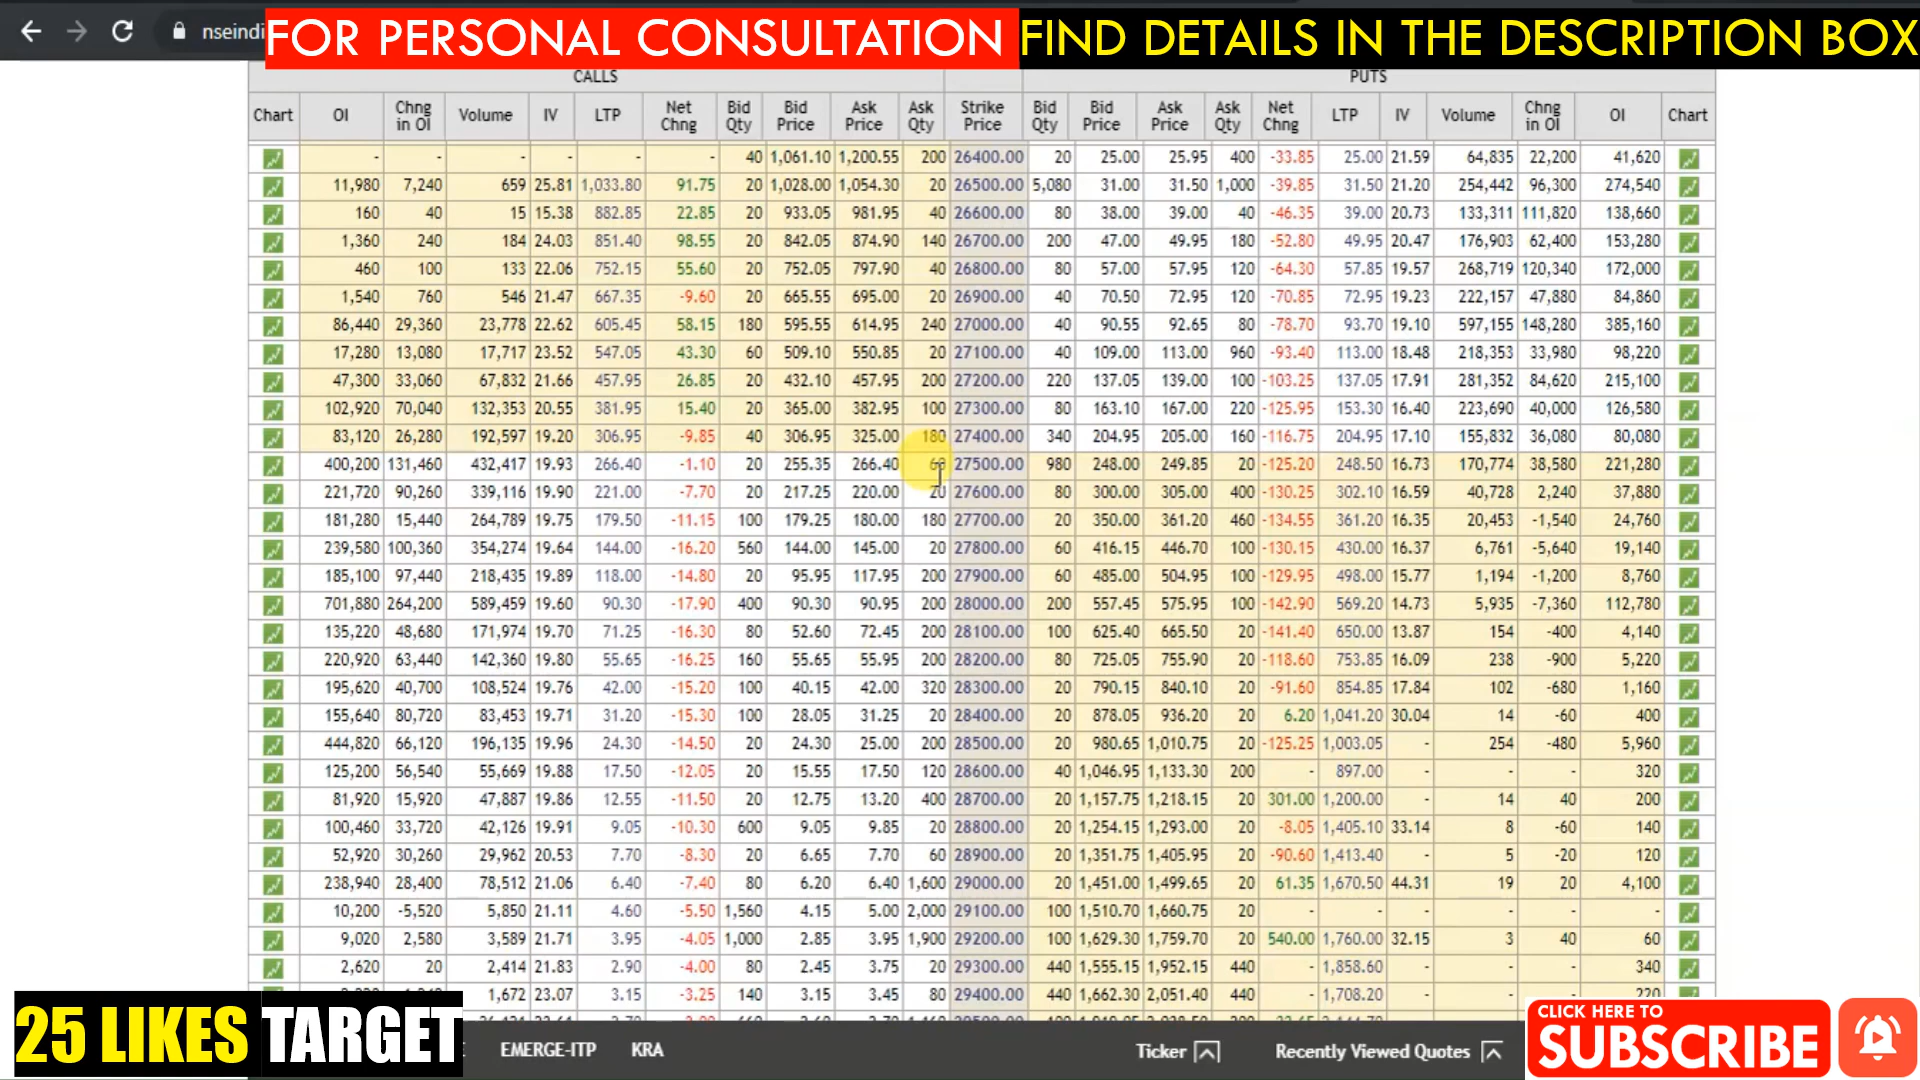 nseindi
FOR PERSONAL CONSULTATION FIND DETAILS IN THE DESCRIPTION BOX
CALLS PUTS
Chart OI Chng in OI Volume IV LTP Net Chng Bid Qty Bid Price Ask Price Ask Qty Strike Price Bid Qty Bid Price Ask Price Ask Qty Net Chng LTP IV Volume Chng in OI OI Chart
- - - - - - 40 1,061.10 1,200.55 200 26400.00 20 25.00 25.95 400 -33.85 25.00 21.59 64,835 22,200 41,620
11,980 7,240 659 25.81 1,033.80 91.75 20 1,028.00 1,054.30 20 26500.00 5,080 31.00 31.50 1,000 -39.85 31.50 21.20 254,442 96,300 274,540
160 40 15 15.38 882.85 22.85 20 933.05 981.95 40 26600.00 80 38.00 39.00 40 -46.35 39.00 20.73 133,311 111,820 138,660
1,360 240 184 24.03 851.40 98.55 20 842.05 874.90 140 26700.00 200 47.00 49.95 180 -52.80 49.95 20.47 176,903 62,400 153,280
460 100 133 22.06 752.15 55.60 20 752.05 797.90 40 26800.00 80 57.00 57.95 120 -64.30 57.85 19.57 268,719 120,340 172,000
1,540 760 546 21.47 667.35 -9.60 20 665.55 695.00 20 26900.00 40 70.50 72.95 120 -70.85 72.95 19.23 222,157 47,880 84,860
86,440 29,360 23,778 22.62 605.45 58.15 180 595.55 614.95 240 27000.00 40 90.55 92.65 80 -78.70 93.70 19.10 597,155 148,280 385,160
17,280 13,080 17,717 23.52 547.05 43.30 60 509.10 550.85 20 27100.00 40 109.00 113.00 960 -93.40 113.00 18.48 218,353 33,980 98,220
47,300 33,060 67,832 21.66 457.95 26.85 20 432.10 457.95 200 27200.00 220 137.05 139.00 100 -103.25 137.05 17.91 281,352 84,620 215,100
102,920 70,040 132,353 20.55 381.95 15.40 20 365.00 382.95 100 27300.00 80 163.10 167.00 220 -125.95 153.30 16.40 223,690 40,000 126,580
83,120 26,280 192,597 19.20 306.95 -9.85 40 306.95 325.00 180 27400.00 340 204.95 205.00 160 -116.75 204.95 17.10 155,832 36,080 80,080
400,200 131,460 432,417 19.93 266.40 -1.10 20 255.35 266.40 27500.00 980 248.00 249.85 20 -125.20 248.50 16.73 170,774 38,580 221,280
221,720 90,260 339,116 19.90 221.00 -7.70 20 217.25 220.00 20 27600.00 80 300.00 305.00 400 -130.25 302.10 16.59 40,728 2,240 37,880
181,280 15,440 264,789 19.75 179.50 -11.15 100 179.25 180.00 180 27700.00 20 350.00 361.20 460 -134.55 361.20 16.35 20,453 -1,540 24,760
239,580 100,360 354,274 19.64 144.00 -16.20 560 144.00 145.00 20 27800.00 60 416.15 446.70 100 -130.15 430.00 16.37 6,761 -5,640 19,140
185,100 97,440 218,435 19.89 118.00 -14.80 20 95.95 117.95 200 27900.00 60 485.00 504.95 100 -129.95 498.00 15.77 1,194 -1,200 8,760
701,880 264,200 589,459 19.60 90.30 -17.90 400 90.30 90.95 200 28000.00 200 557.45 575.95 100 -142.90 569.20 14.73 5,935 -7,360 112,780
135,220 48,680 171,974 19.70 71.25 -16.30 80 52.60 72.45 200 28100.00 100 625.40 665.50 20 -141.40 650.00 13.87 154 -400 4,140
220,920 63,440 142,360 19.80 55.65 -16.25 160 55.65 55.95 200 28200.00 80 725.05 755.90 20 -118.60 753.85 16.09 238 -900 5,220
195,620 40,700 108,524 19.76 42.00 -15.20 100 40.15 42.00 320 28300.00 20 790.15 840.10 20 -91.60 854.85 17.84 102 -680 1,160
155,640 80,720 83,453 19.71 31.20 -15.30 100 28.05 31.25 20 28400.00 20 878.05 936.20 20 6.20 1,041.20 30.04 14 -60 400
444,820 66,120 196,135 19.96 24.30 -14.50 20 24.30 25.00 200 28500.00 20 980.65 1,010.75 20 -125.25 1,003.05 - 254 -480 5,960
125,200 56,540 55,669 19.88 17.50 -12.05 20 15.55 17.50 120 28600.00 40 1,046.95 1,133.30 200 - 897.00 - - - 320
81,920 15,920 47,887 19.86 12.55 -11.50 20 12.75 13.20 400 28700.00 20 1,157.75 1,218.15 20 301.00 1,200.00 - 14 40 200
100,460 33,720 42,126 19.91 9.05 -10.30 600 9.05 9.85 20 28800.00 20 1,254.15 1,293.00 20 -8.05 1,405.10 33.14 8 -60 140
52,920 30,260 29,962 20.53 7.70 -8.30 20 6.65 7.70 60 28900.00 20 1,351.75 1,405.95 20 -90.60 1,413.40 - 5 -20 120
238,940 28,400 78,512 21.06 6.40 -7.40 80 6.20 6.40 1,600 29000.00 20 1,451.00 1,499.65 20 61.35 1,670.50 44.31 19 20 4,100
10,200 -5,520 5,850 21.11 4.60 -5.50 1,560 4.15 5.00 2,000 29100.00 100 1,510.70 1,660.75 20 - - - - - -
9,020 2,580 3,589 21.71 3.95 -4.05 1,000 2.85 3.95 1,900 29200.00 100 1,629.30 1,759.70 20 540.00 1,760.00 32.15 3 40 60
2,620 20 2,414 21.83 2.90 -4.00 80 2.45 3.75 20 29300.00 440 1,555.15 1,952.15 440 - 1,858.60 - - - 340
1,672 23.07 3.15 -3.25 140 3.15 3.45 80 29400.00 440 1,662.30 2,051.40 440 - 1,708.20 - - - 220
25 LIKES TARGET
EMERGE-ITP KRA Ticker Recently Viewed Quotes
CLICK HERE TO
SUBSCRIBE